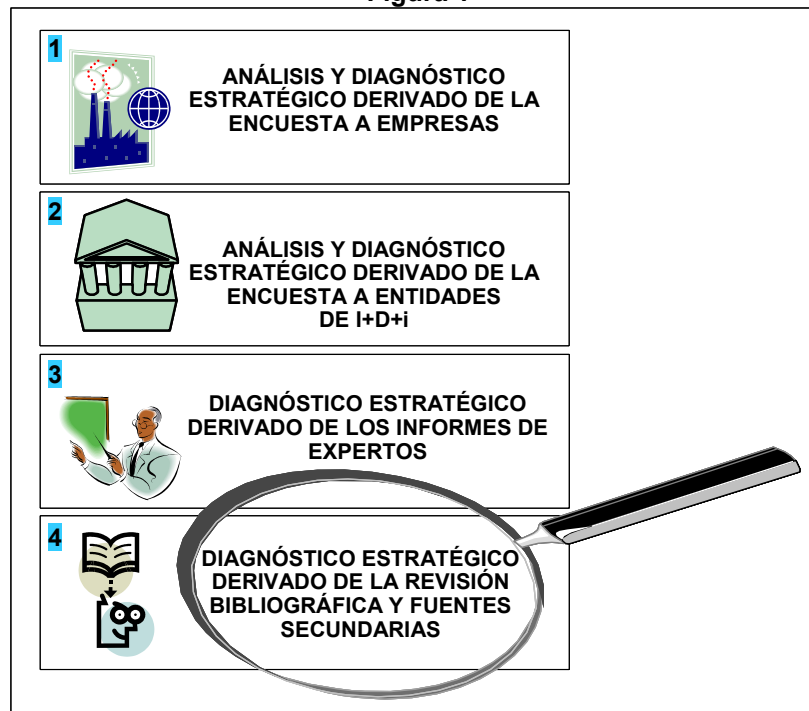 Figura 1
1
ANÁLISIS Y DIAGNÓSTICO
ESTRATÉGICO DERIVADO DE LA
ENCUESTA A EMPRESAS
2
ANÁLISIS Y DIAGNÓSTICO
ESTRATÉGICO DERIVADO DE LA
ENCUESTA A ENTIDADES
DE I+D+i
3
DIAGNÓSTICO ESTRATÉGICO
DERIVADO DE LOS INFORMES DE
EXPERTOS
4
DIAGNÓSTICO ESTRATÉGICO
DERIVADO DE LA REVISIÓN
BIBLIOGRÁFICA Y FUENTES
SECUNDARIAS